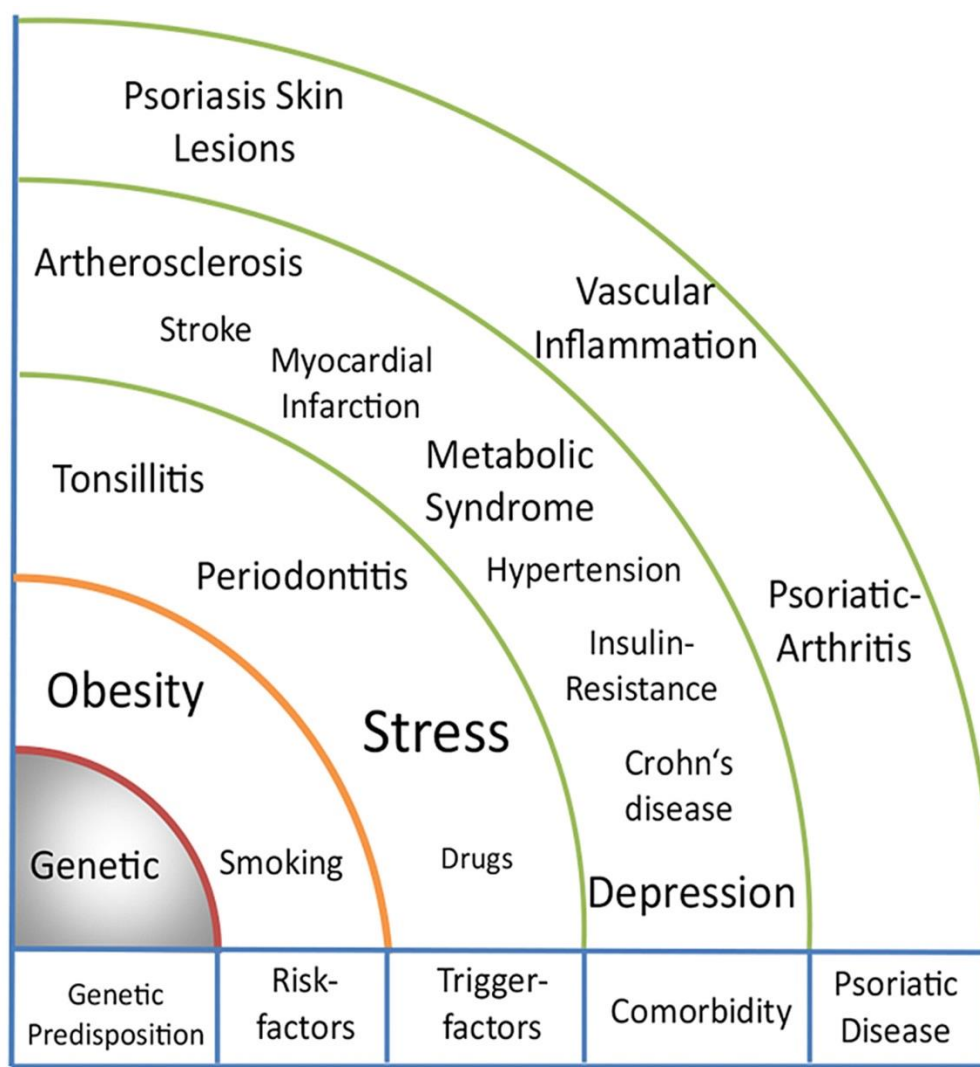 Psoriasis Skin
Lesions
Artherosclerosis
Stroke
Myocardial
Infarction
Vascular
Inflammation
Metabolic
Syndrome
Hypertension
Tonsillitis
Periodontitis
Psoriatic-
Arthritis
Insulin-
Resistance
Obesity
Stress
Crohn‘s
disease
Genetic
Smoking
Drugs
Depression
Genetic
Predisposition
Risk-
factors
Trigger-
factors
Comorbidity
Psoriatic
Disease